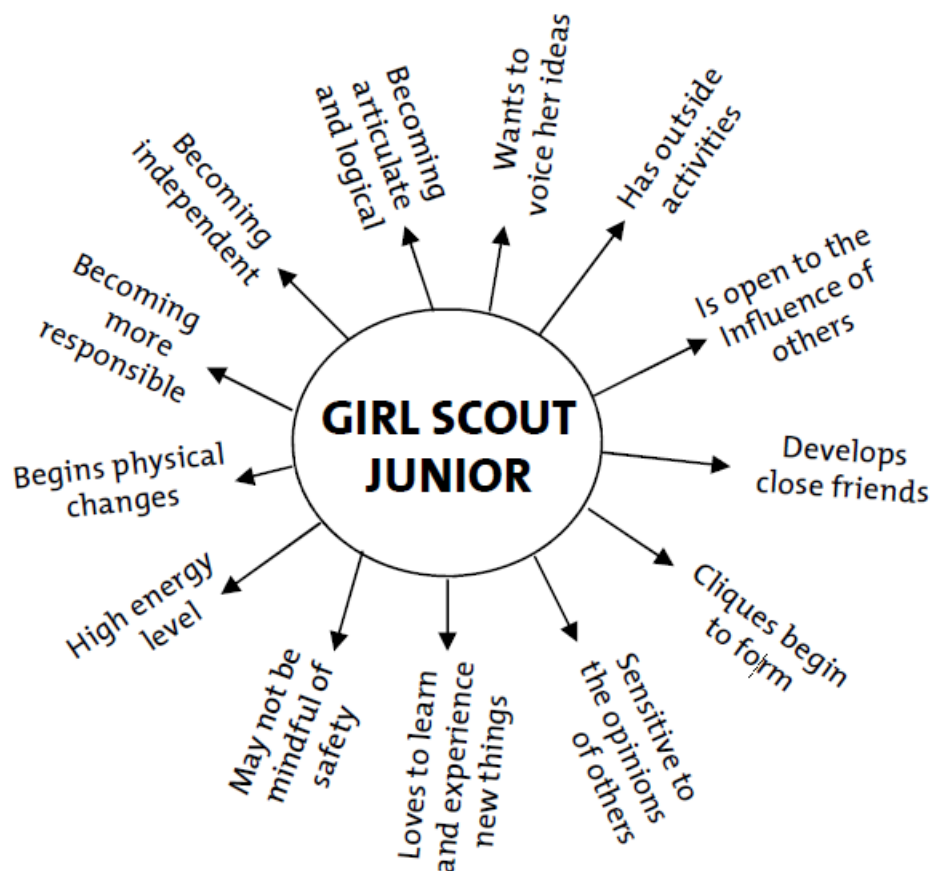 GIRL SCOUT
JUNIOR
Becoming
articulate
and logical
Wants to
voice her ideas
Has outside
activities
Is open to the
Influence of
others
Develops
close friends
Cliques begin
to form
Sensitive to
the opinions
of others
Loves to learn
and experience
new things
May not be
mindful of
safety
High energy
level
Begins physical
changes
Becoming
more
responsible
Becoming
independent